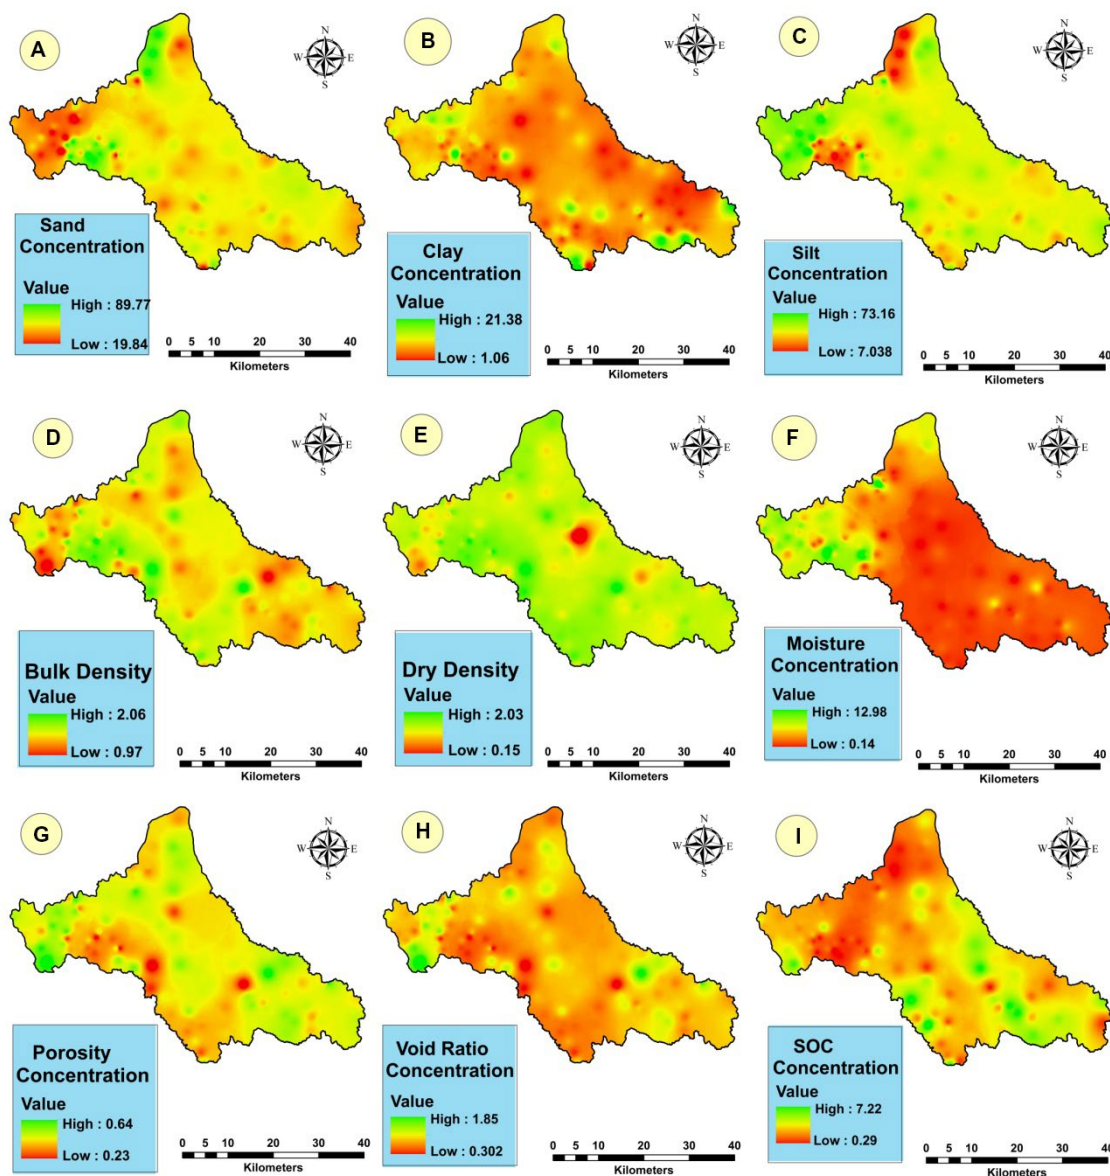 A
N
W E
S
Sand
Concentration
Value
High : 89.77
Low : 19.84
0 5 10 20 30 40
Kilometers
B
N
W E
S
Clay
Concentration
Value
High : 21.38
Low : 1.06
0 5 10 20 30 40
Kilometers
C
N
W E
S
Silt
Concentration
Value
High : 73.16
Low : 7.038
0 5 10 20 30 40
Kilometers
D
N
W E
S
Bulk Density
Value
High : 2.06
Low : 0.97
0 5 10 20 30 40
Kilometers
E
N
W E
S
Dry Density
Value
High : 2.03
Low : 0.15
0 5 10 20 30 40
Kilometers
F
N
W E
S
Moisture
Concentration
Value
High : 12.98
Low : 0.14
0 5 10 20 30 40
Kilometers
G
N
W E
S
Porosity
Concentration
Value
High : 0.64
Low : 0.23
0 5 10 20 30 40
Kilometers
H
N
W E
S
Void Ratio
Concentration
Value
High : 1.85
Low : 0.302
0 5 10 20 30 40
Kilometers
I
N
W E
S
SOC
Concentration
Value
High : 7.22
Low : 0.29
0 5 10 20 30 40
Kilometers